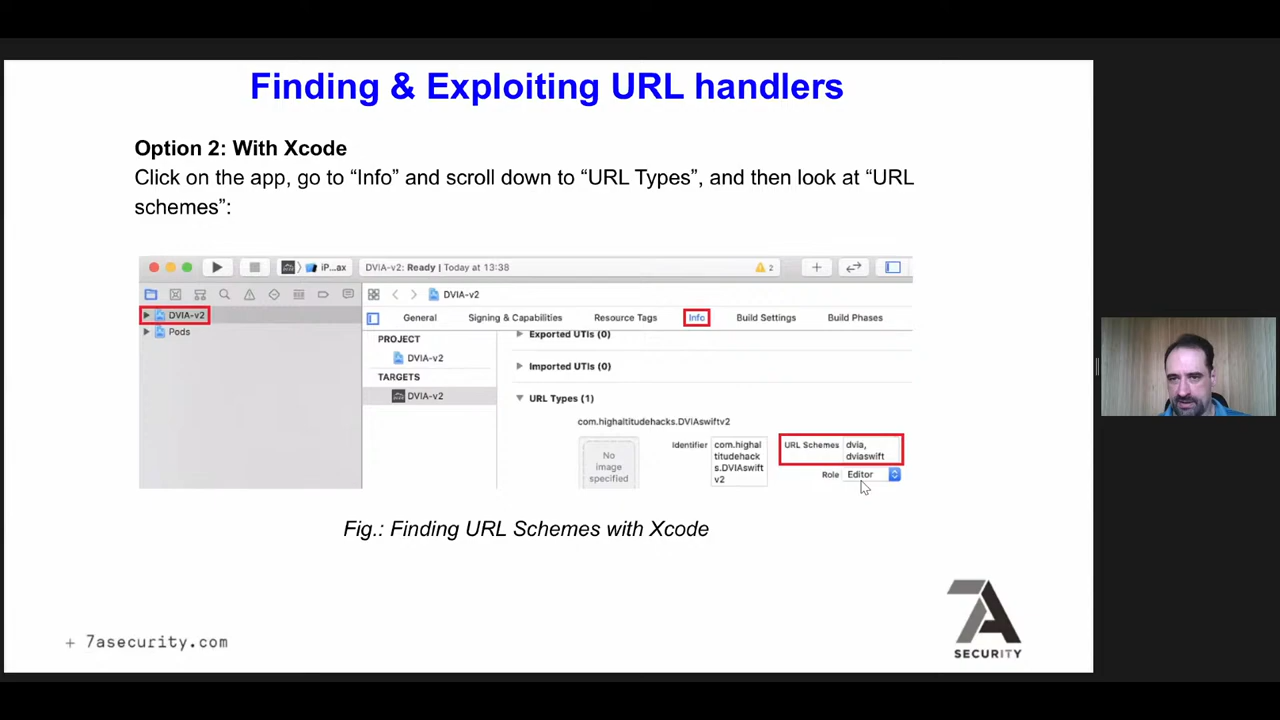 Finding & Exploiting URL handlers
Option 2: With Xcode
Click on the app, go to “Info” and scroll down to “URL Types”, and then look at “URL
schemes”:
iP...ax
DVIA-v2: Ready | Today at 13:38
2
DVIA-v2
DVIA-v2
Pods
General
Signing & Capabilities
Resource Tags
Info
Build Settings
Build Phases
PROJECT
DVIA-v2
TARGETS
DVIA-v2
Exported UTIs (0)
Imported UTIs (0)
URL Types (1)
com.highaltitudehacks.DVIAswiftv2
No
image
specified
Identifier
com.highal
titudehack
s.DVIAswift
v2
URL Schemes
dvia,
dviaswift
Role
Editor
Fig.: Finding URL Schemes with Xcode
+ 7asecurity.com
7A
SECURITY